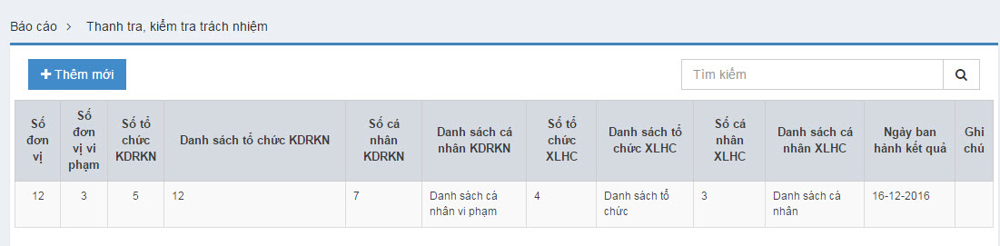 Báo cáo > Thanh tra, kiểm tra trách nhiệm
Thêm mới
Tìm kiếm
Số đơn vị
Số đơn vị vi phạm
Số tổ chức KDRKN
Danh sách tổ chức KDRKN
Số cá nhân KDRKN
Danh sách cá nhân KDRKN
Số tổ chức XLHC
Danh sách tổ chức XLHC
Số cá nhân XLHC
Danh sách cá nhân XLHC
Ngày ban hành kết quả
Ghi chú
12
3
5
12
7
Danh sách cá nhân vi phạm
4
Danh sách tổ chức
3
Danh sách cá nhân
16-12-2016